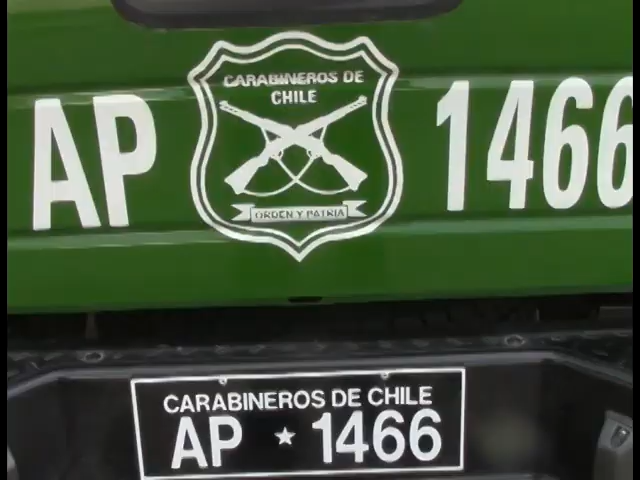 CARABINEROS DE
CHILE
AP 1466
ORDEN Y PATRIA
CARABINEROS DE CHILE
AP ★ 1466